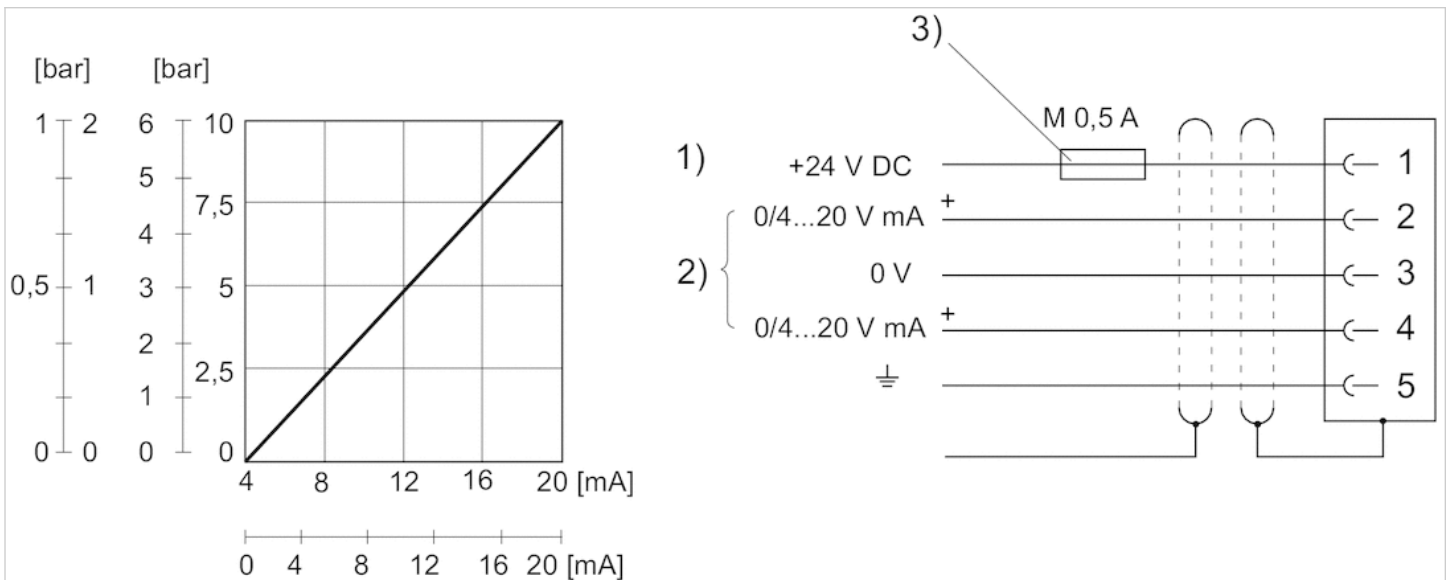 [bar] [bar]
1 2 6 10
5
7,5
4
0,5 1 3 5
2
2,5
1
0 0 0 0
4 8 12 16 20 [mA]
0 4 8 12 16 20 [mA]
3)
M 0,5 A
1) +24 V DC 1
0/4...20 V mA + 2
2) 0 V 3
0/4...20 V mA + 4
5